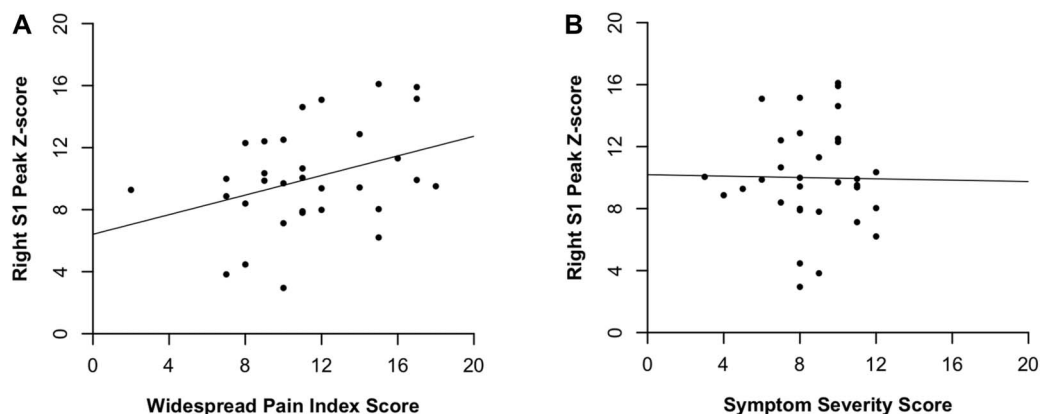 A
Right S1 Peak Z-score
20
16
12
8
4
0
0 4 8 12 16 20
Widespread Pain Index Score
B
Right S1 Peak Z-score
20
16
12
8
4
0
0 4 8 12 16 20
Symptom Severity Score